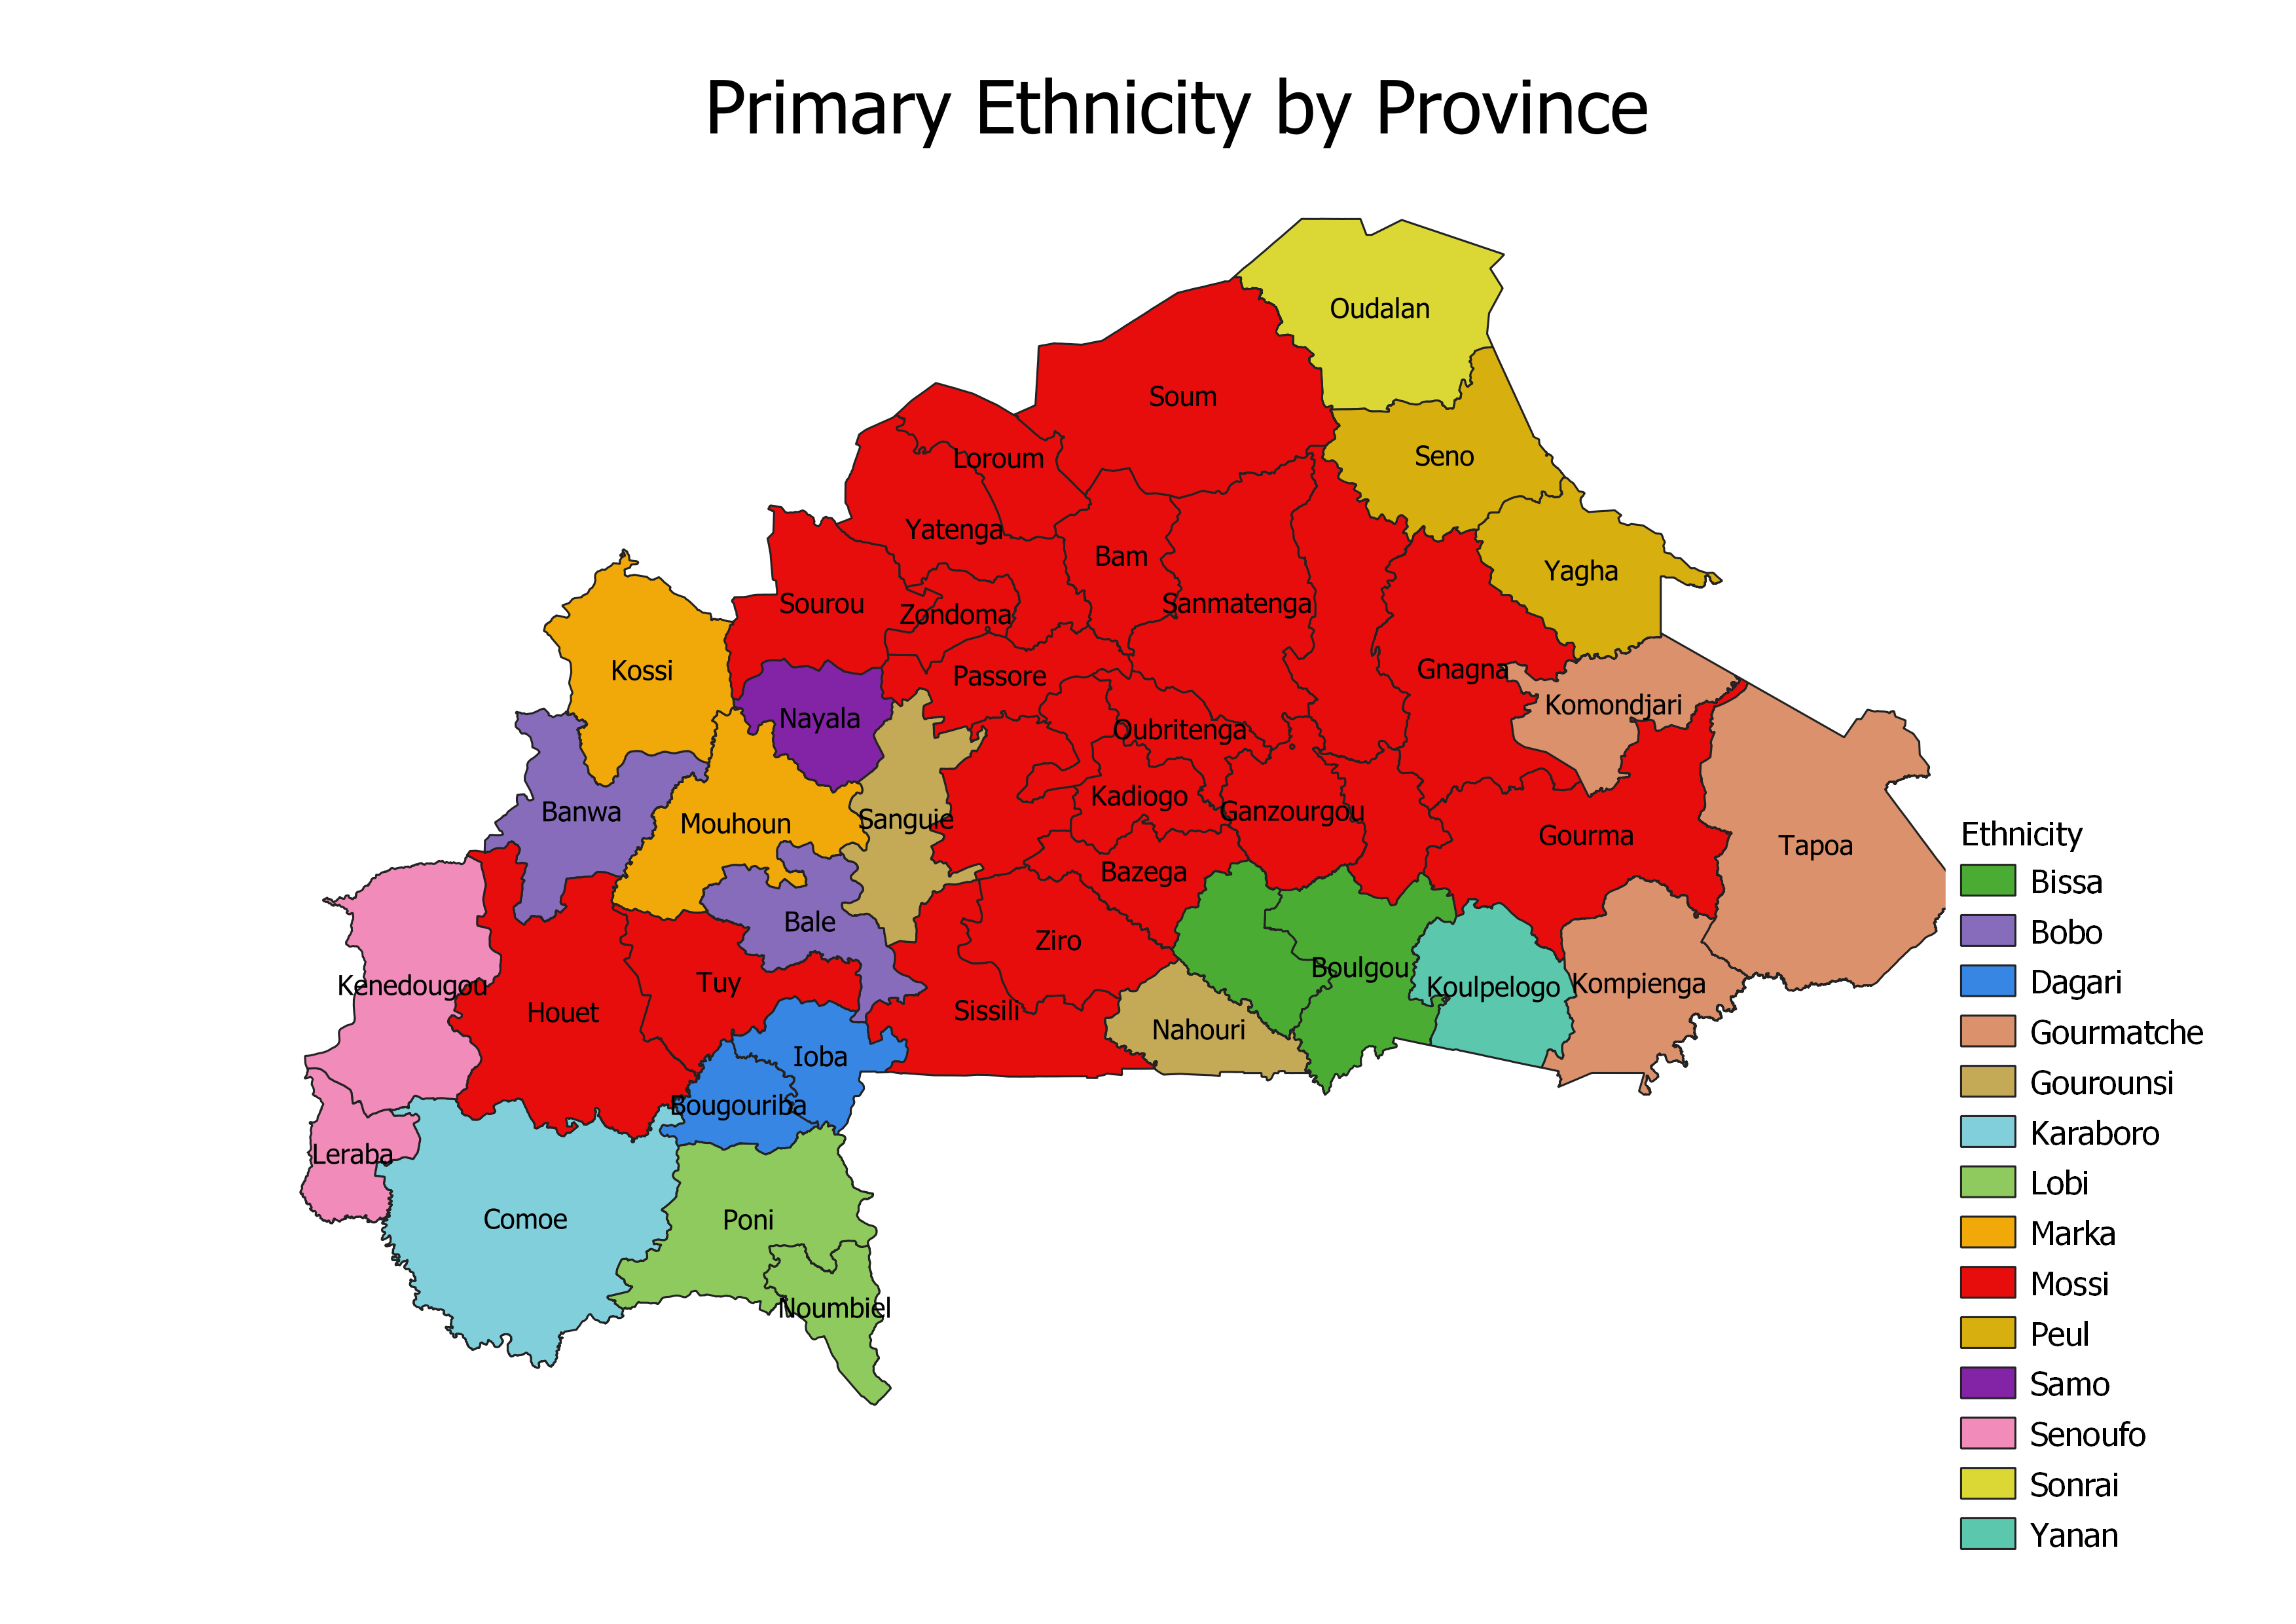 Primary Ethnicity by Province
Oudalan
Soum
Seno
Loroum
Yatenga
Bam
Yagha
Sourou
Zondoma
Sanmatenga
Kossi
Passore
Gnagna
Komondjari
Nayala
Oubritenga
Banwa
Mouhoun
Sanguie
Kadiogo
Ganzourgou
Gourma
Tapoa
Bale
Bazega
Ziro
Kenedougou
Houet
Tuy
Sissili
Boulgou
Koulpelogo
Kompienga
Nahouri
Ioba
Bougouriba
Leraba
Comoe
Poni
Noumbiel
Ethnicity
Bissa
Bobo
Dagari
Gourmatche
Gourounsi
Karaboro
Lobi
Marka
Mossi
Peul
Samo
Senoufo
Sonrai
Yanan